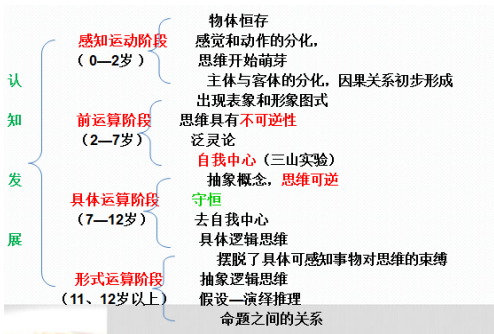 认知发展
感知运动阶段
（ 0—2岁 ）
物体恒存
感觉和动作的分化，
思维开始萌芽
主体与客体的分化，因果关系初步形成
前运算阶段
（2—7岁）
出现表象和形象图式
思维具有不可逆性
泛灵论
自我中心（三山实验）
具体运算阶段
（7—12岁）
抽象概念，思维可逆
守恒
去自我中心
具体逻辑思维
形式运算阶段
（11、12岁以上）
摆脱了具体可感知事物对思维的束缚
抽象逻辑思维
假设—演绎推理
命题之间的关系